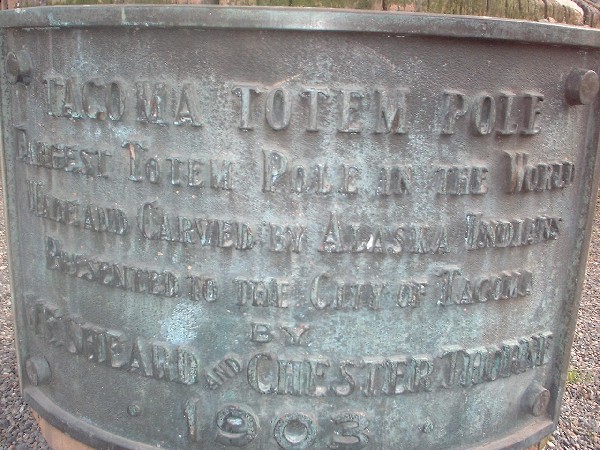 TACOMA TOTEM POLE
LARGEST TOTEM POLE IN THE WORLD
MADE AND CARVED BY ALASKA INDIANS
PRESENTED TO THE CITY OF TACOMA
BY
SHEARD AND CHESTER THORNE
• 1903 •